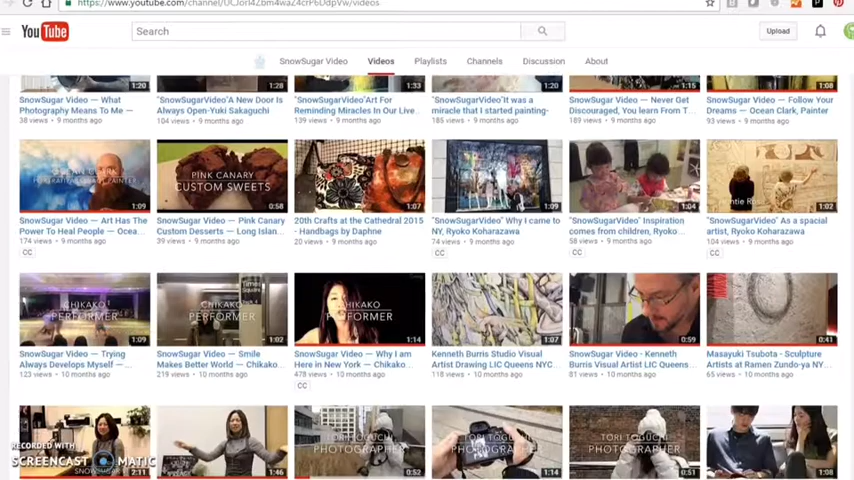 https://www.youtube.com/channel/
/videos
YouTube
Search
Upload
SnowSugar Video
Videos
Playlists
Channels
Discussion
About
1:20
1:28
1:33
1:28
1:15
1:08
SnowSugar Video — What
Photography Means To Me —
38 views • 9 months ago
"SnowSugarVideo'A New Door Is
Always Open-Yuki Sakaguchi
104 views • 9 months ago
"SnowSugarVideo"Art For
Reminding Miracles In Our Live...
139 views • 9 months ago
"SnowSugarVideo"It was a
miracle that I started painting-
185 views • 9 months ago
SnowSugar Video — Never Get
Discouraged, You learn From T...
189 views • 9 months ago
SnowSugar Video — Follow Your
Dreams — Ocean Clark, Painter
93 views • 9 months ago
OCEAN CLARK
PAINTER
1:09
PINK CANARY
CUSTOM SWEETS
0:58
1:07
1:09
1:04
1:02
SnowSugar Video — Art Has The
Power To Heal People — Ocea...
174 views • 9 months ago
CC
SnowSugar Video — Pink Canary
Custom Desserts — Long Islan...
39 views • 9 months ago
20th Crafts at the Cathedral 2015
- Handbags by Daphne
20 views • 9 months ago
"SnowSugarVideo" Why I came to
NY, Ryoko Koharazawa
74 views • 9 months ago
CC
"SnowSugarVideo" Inspiration
comes from children, Ryoko...
58 views • 9 months ago
CC
"SnowSugarVideo" As a spacial
artist, Ryoko Koharazawa
104 views • 9 months ago
CC
CHIKAKO
PERFORMER
1:09
CHIKAKO
PERFORMER
Times
Square
1:02
CHIKAKO
PERFORMER
1:14
1:07
0:59
0:41
SnowSugar Video — Trying
Always Develops Myself — ...
123 views • 10 months ago
SnowSugar Video — Smile
Makes Better World — Chikako...
219 views • 10 months ago
SnowSugar Video — Why I am
Here in New York — Chikako...
478 views • 10 months ago
CC
Kenneth Burris Studio Visual
Artist Drawing LIC Queens NYC...
118 views • 10 months ago
SnowSugar Video - Kenneth
Burris Visual Artist LIC Queens...
81 views • 10 months ago
Masayuki Tsubota - Sculpture
Artists at Ramen Zundo-ya NY...
65 views • 10 months ago
RECORDED WITH
SCREENCAST MATIC
2:11
1:46
PHOTOGRAPHER
0:52
1:14
TORI TOGUCHI
PHOTOGRAPHER
0:51
1:08